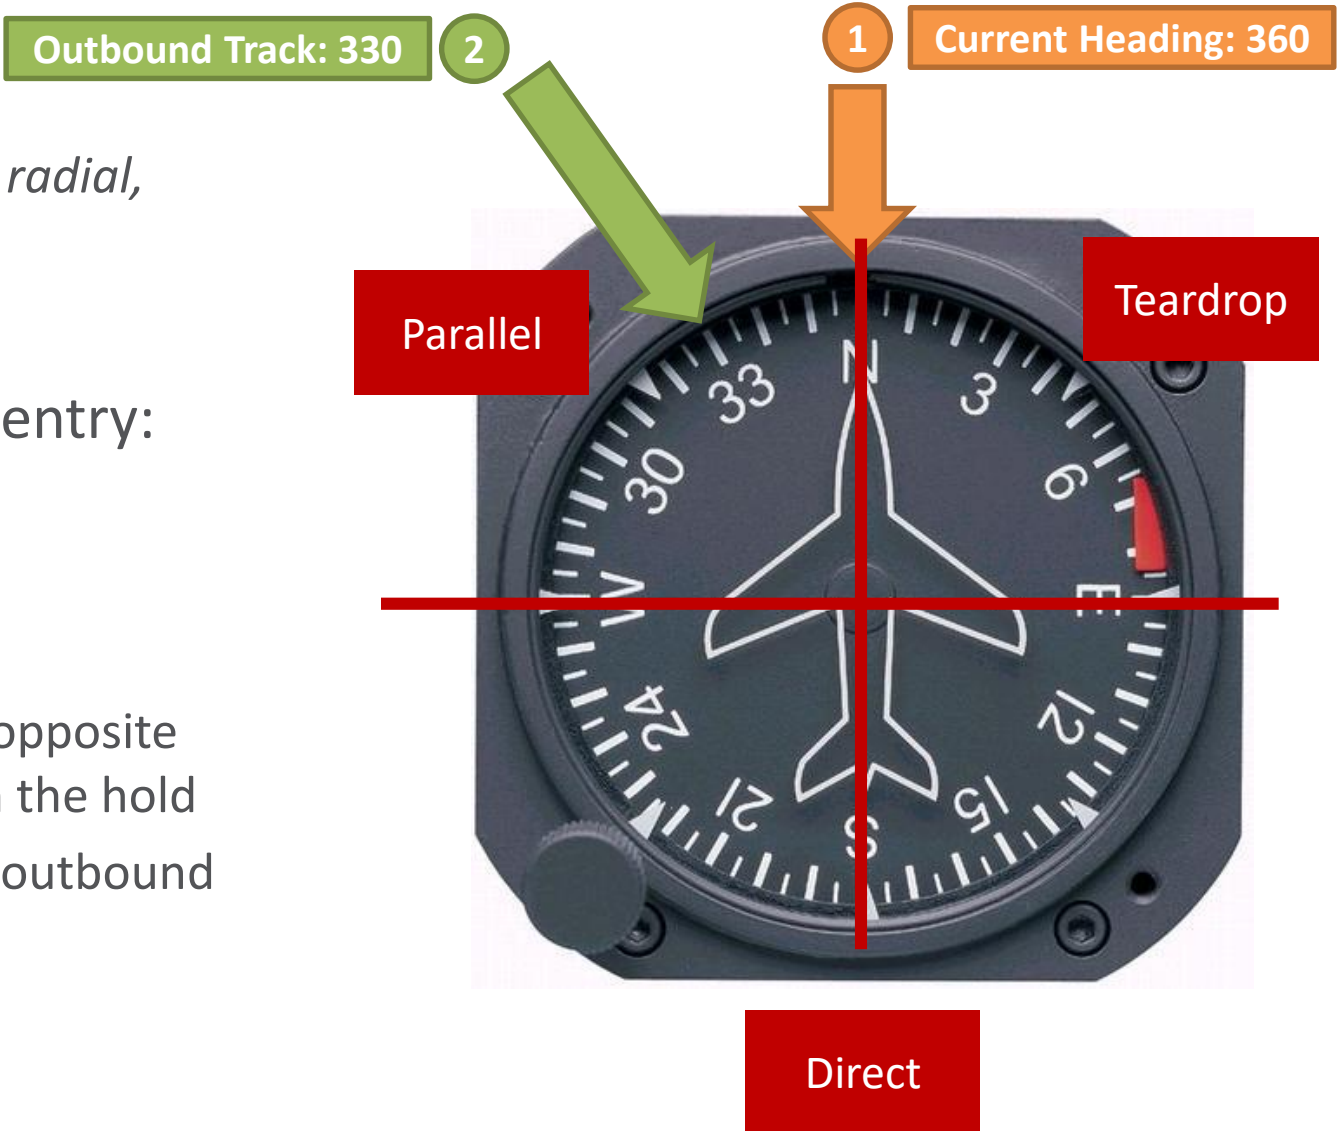 Outbound Track: 330
2
1
Current Heading: 360
radial,
Parallel
Teardrop
entry:
N
3
6
E
12
15
S
21
24
W
30
33
opposite
the hold
outbound
Direct